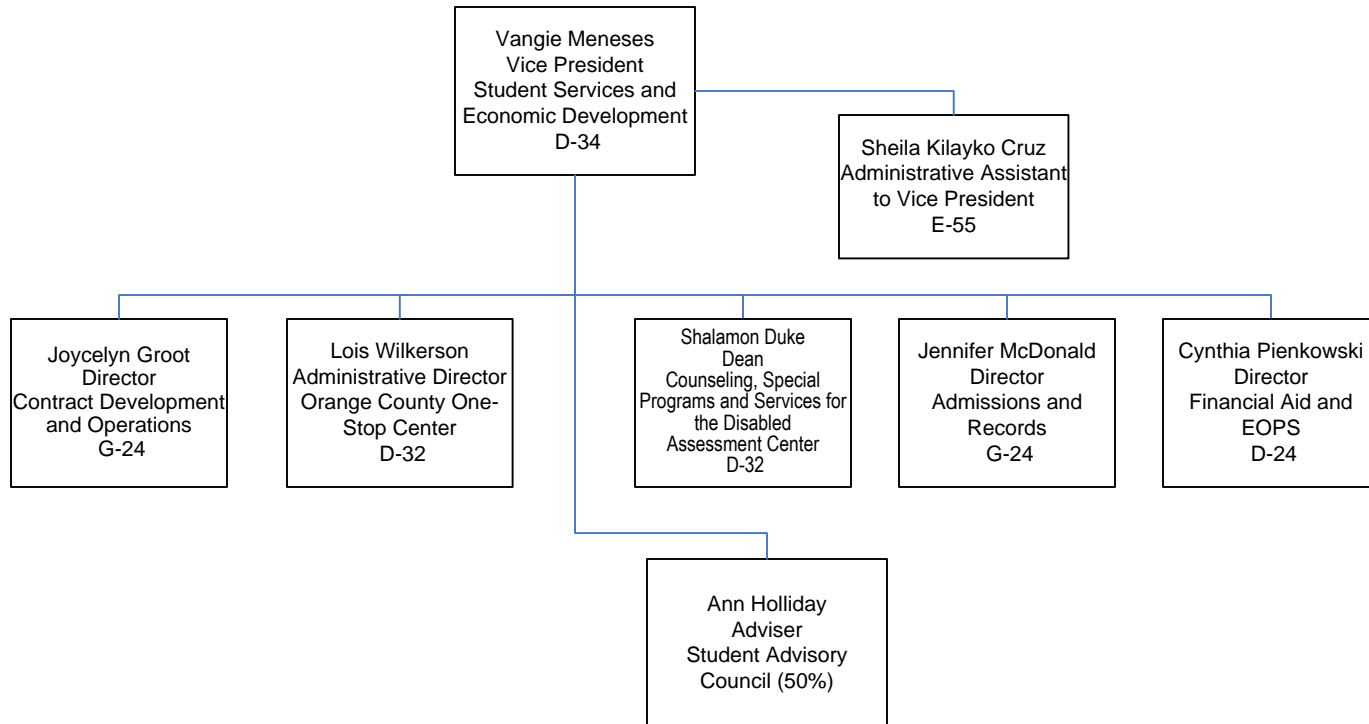 Vangie Meneses
Vice President
Student Services and
Economic Development
D-34
Sheila Kilayko Cruz
Administrative Assistant
to Vice President
E-55
Joycelyn Groot
Director
Contract Development
and Operations
G-24
Lois Wilkerson
Administrative Director
Orange County One-
Stop Center
D-32
Shalamon Duke
Dean
Counseling, Special
Programs and Services for
the Disabled
Assessment Center
D-32
Jennifer McDonald
Director
Admissions and
Records
G-24
Cynthia Pienkowski
Director
Financial Aid and
EOPS
D-24
Ann Holliday
Adviser
Student Advisory
Council (50%)